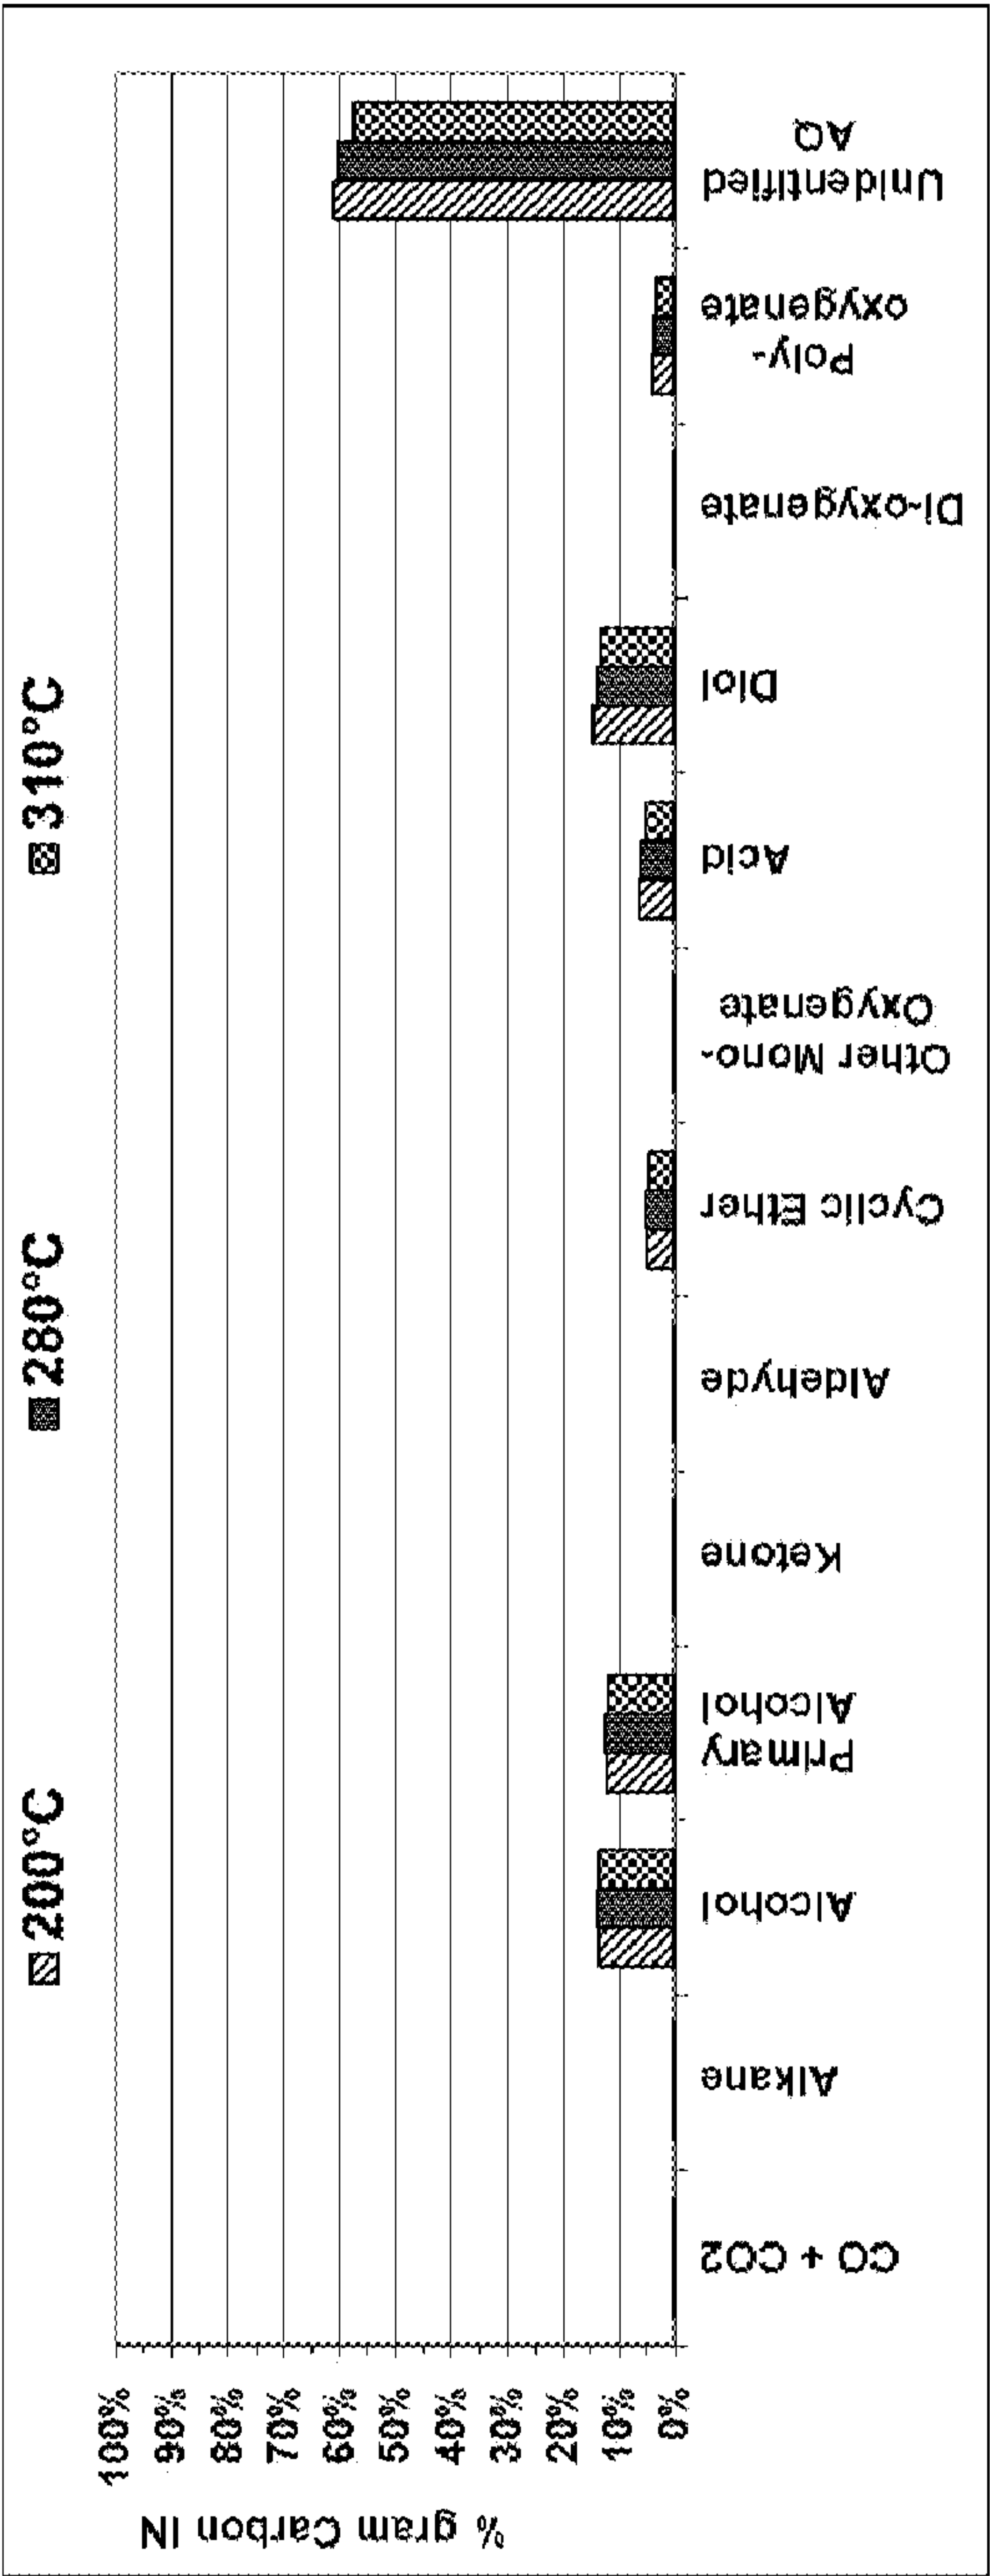 200°C
280°C
310°C
100%
90%
80%
70%
60%
50%
40%
30%
20%
10%
0%
% gram Carbon IN
CO + CO2
Alkane
Alcohol
Primary
Alcohol
Ketone
Aldehyde
Cyclic Ether
Other Mono-
Oxygenate
Acid
Diol
Di-oxygenate
Poly-
oxygenate
Unidentified
AQ